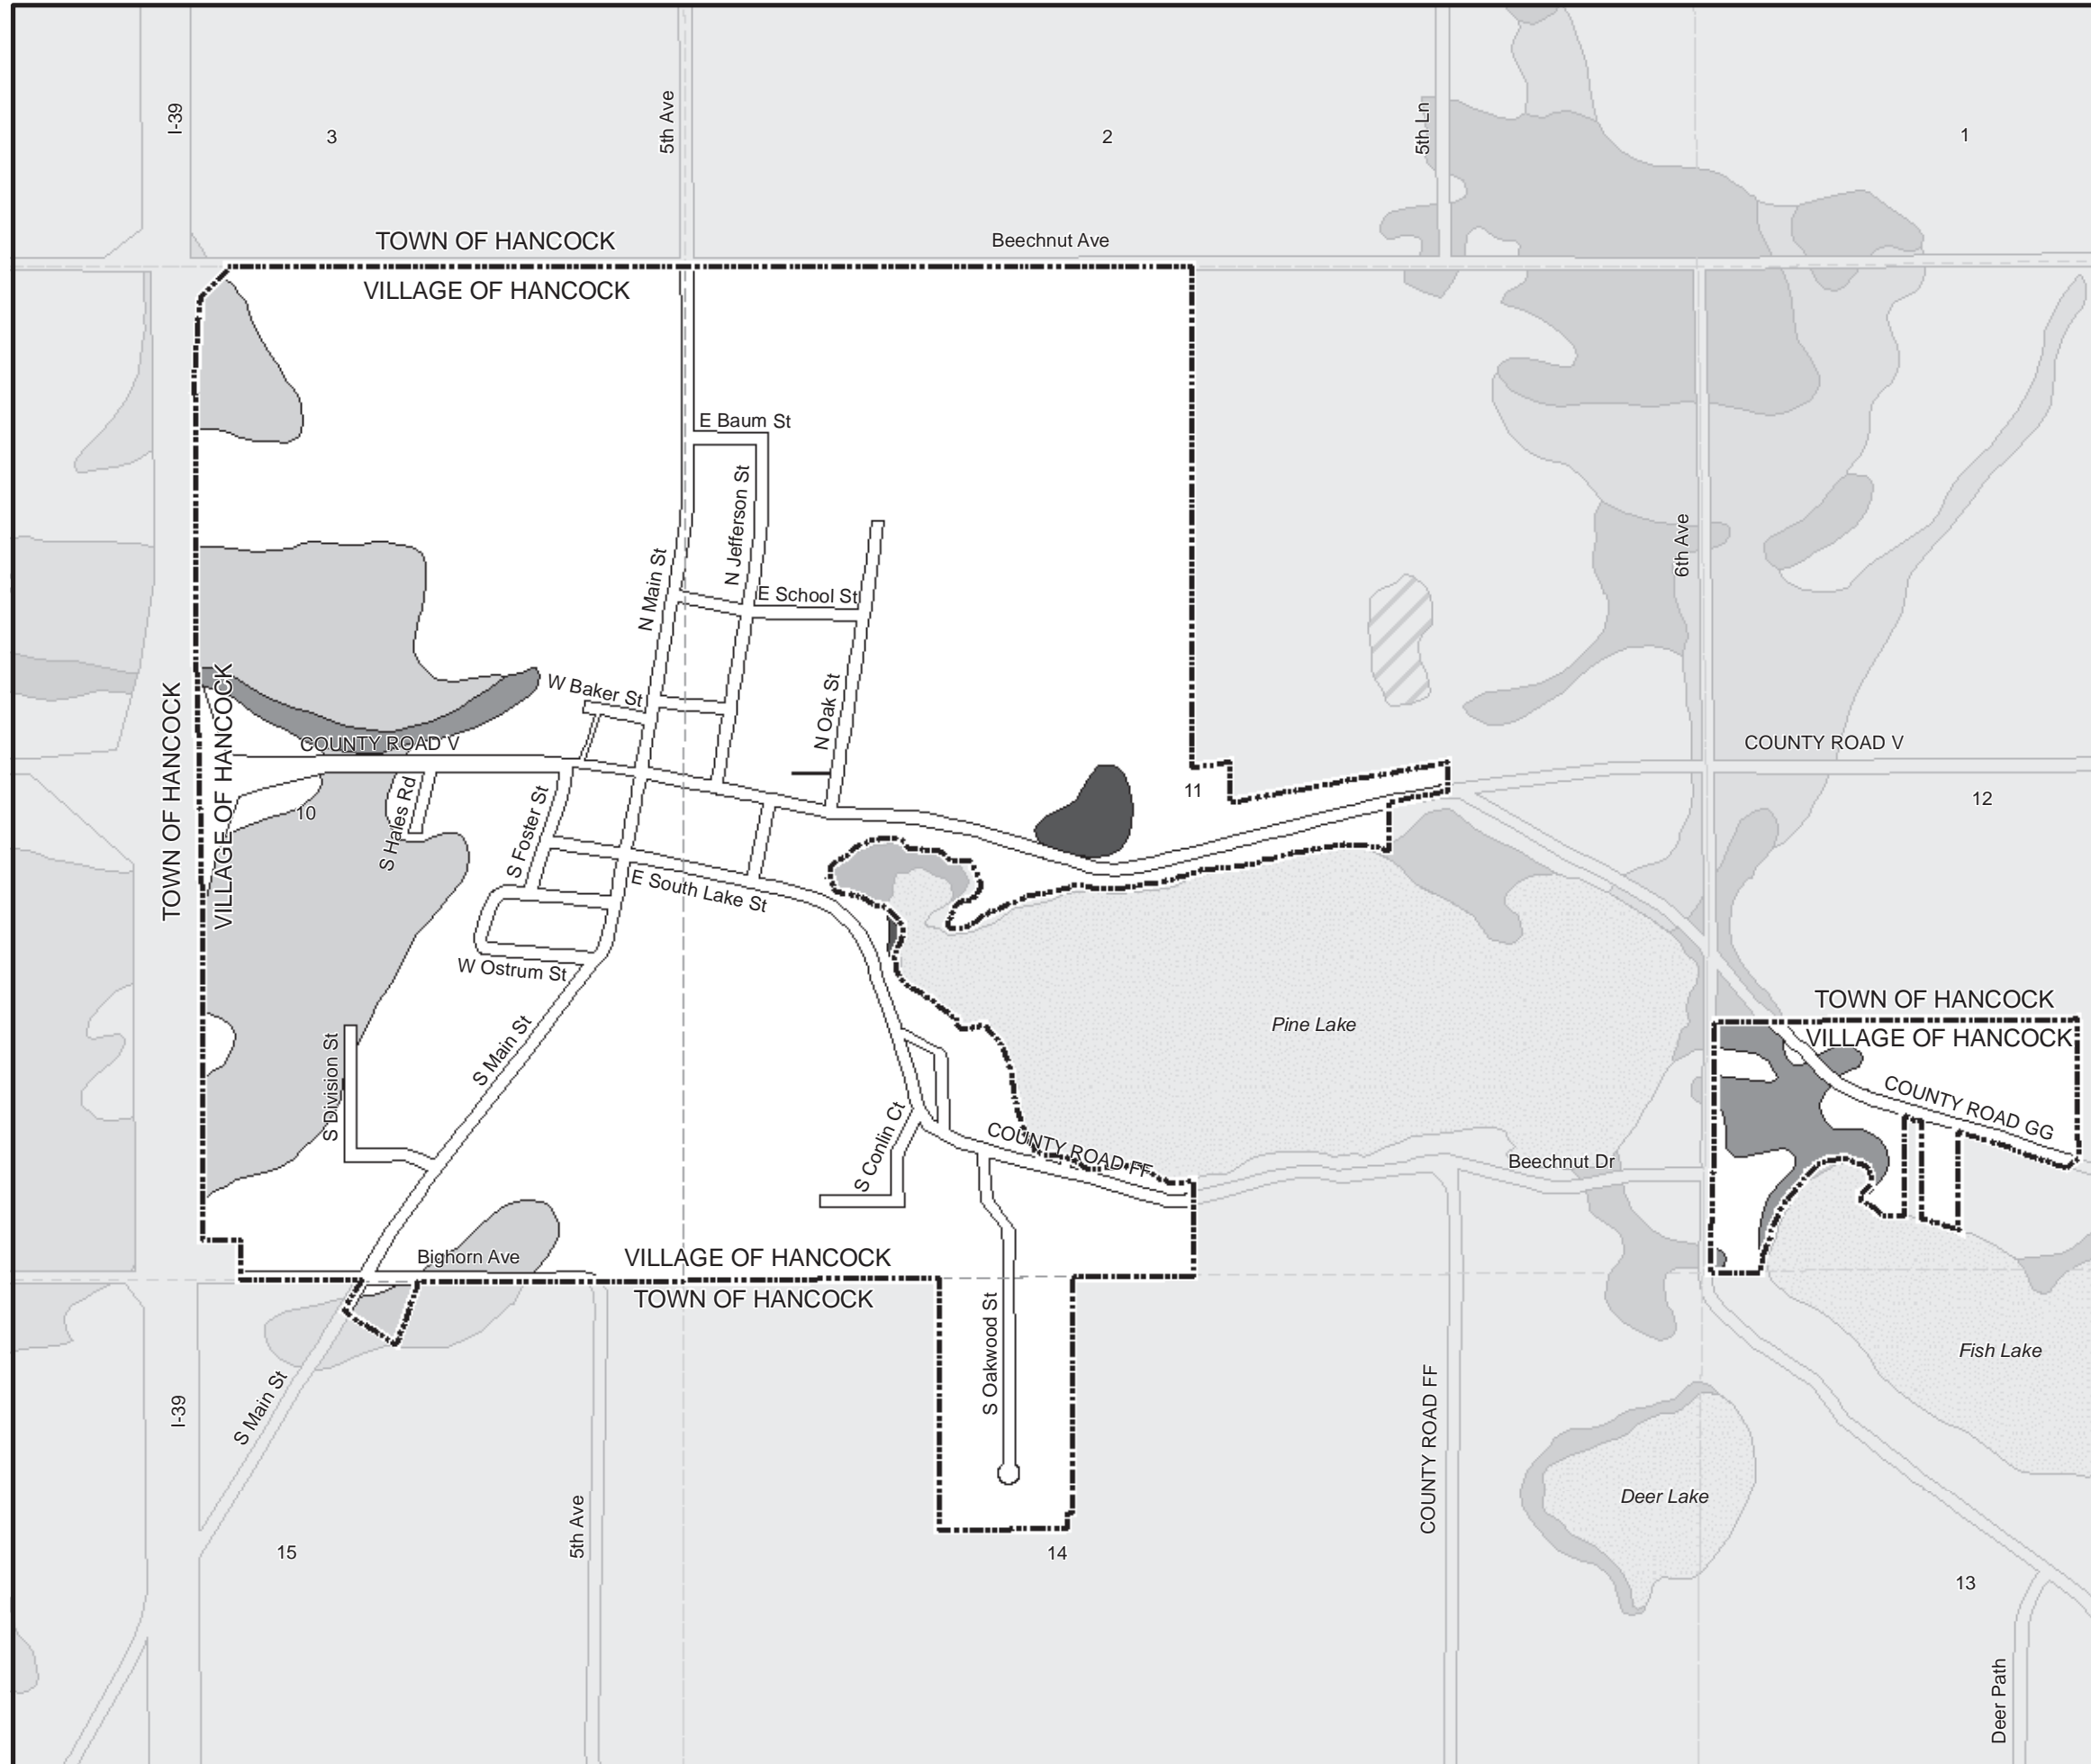 I-39
3
5th Ave
2
5th Ln
1
TOWN OF HANCOCK
Beechnut Ave
VILLAGE OF HANCOCK
E Baum St
N Jefferson St
N Main St
E School St
6th Ave
W Baker St
N Oak St
TOWN OF HANCOCK
VILLAGE OF HANCOCK
COUNTY ROAD V
COUNTY ROAD V
10
S Hales Rd
S Foster St
11
12
E South Lake St
W Ostrum St
Pine Lake
TOWN OF HANCOCK
VILLAGE OF HANCOCK
S Division St
S Main St
S Conlin Ct
COUNTY ROAD FF
COUNTY ROAD GG
Beechnut Dr
Bighorn Ave
VILLAGE OF HANCOCK
TOWN OF HANCOCK
S Oakwood St
Fish Lake
I-39
S Main St
COUNTY ROAD FF
Deer Lake
15
5th Ave
14
13
Deer Path